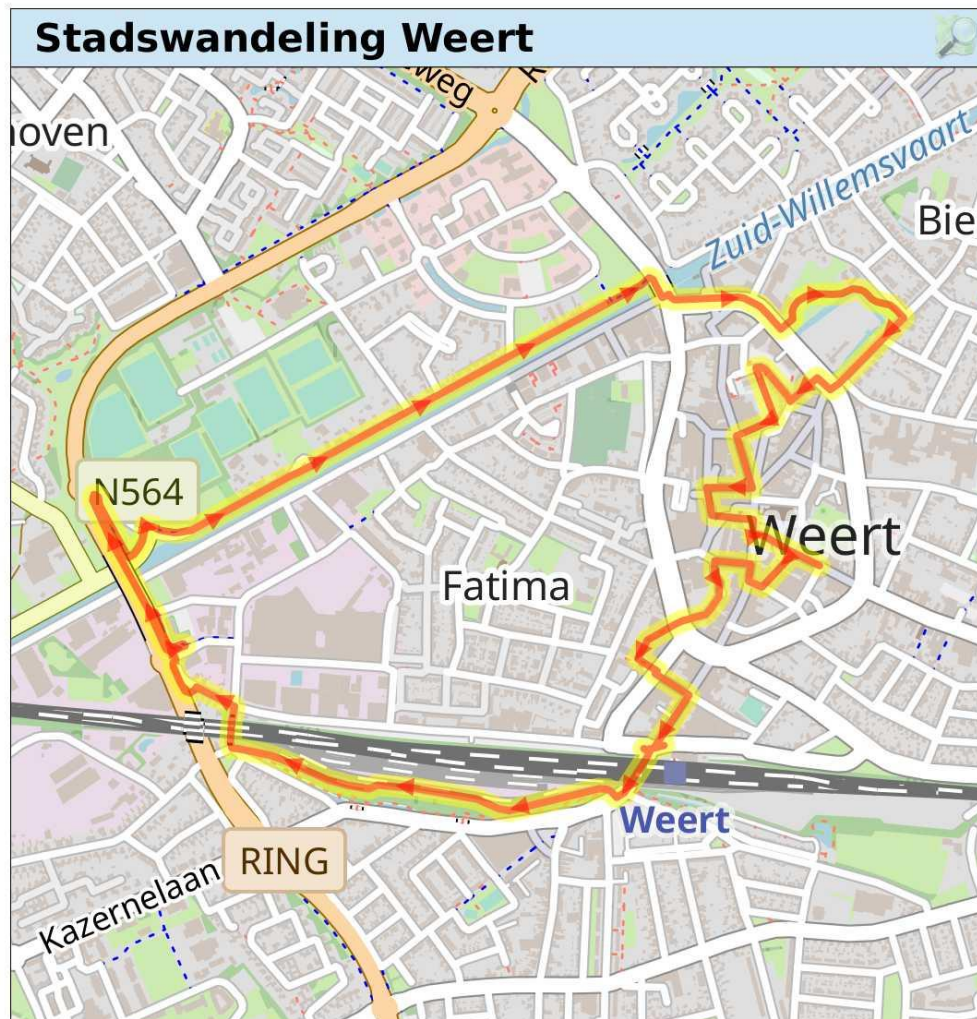 Stadswandeling Weert
weg
R
hoven
Zuid-Willemsvaart
Bie
N564
Weert
Fatima
Weert
RING
Kazernelaan